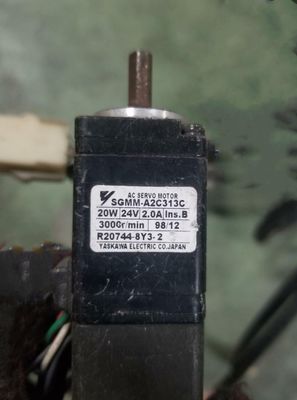 AC SERVO MOTOR
SGMM-A2C313C
20W 24V 2.0A Ins.B
3000r/min 98/12
R20744-8Y3-2
YASKAWA ELECTRIC CO.JAPAN